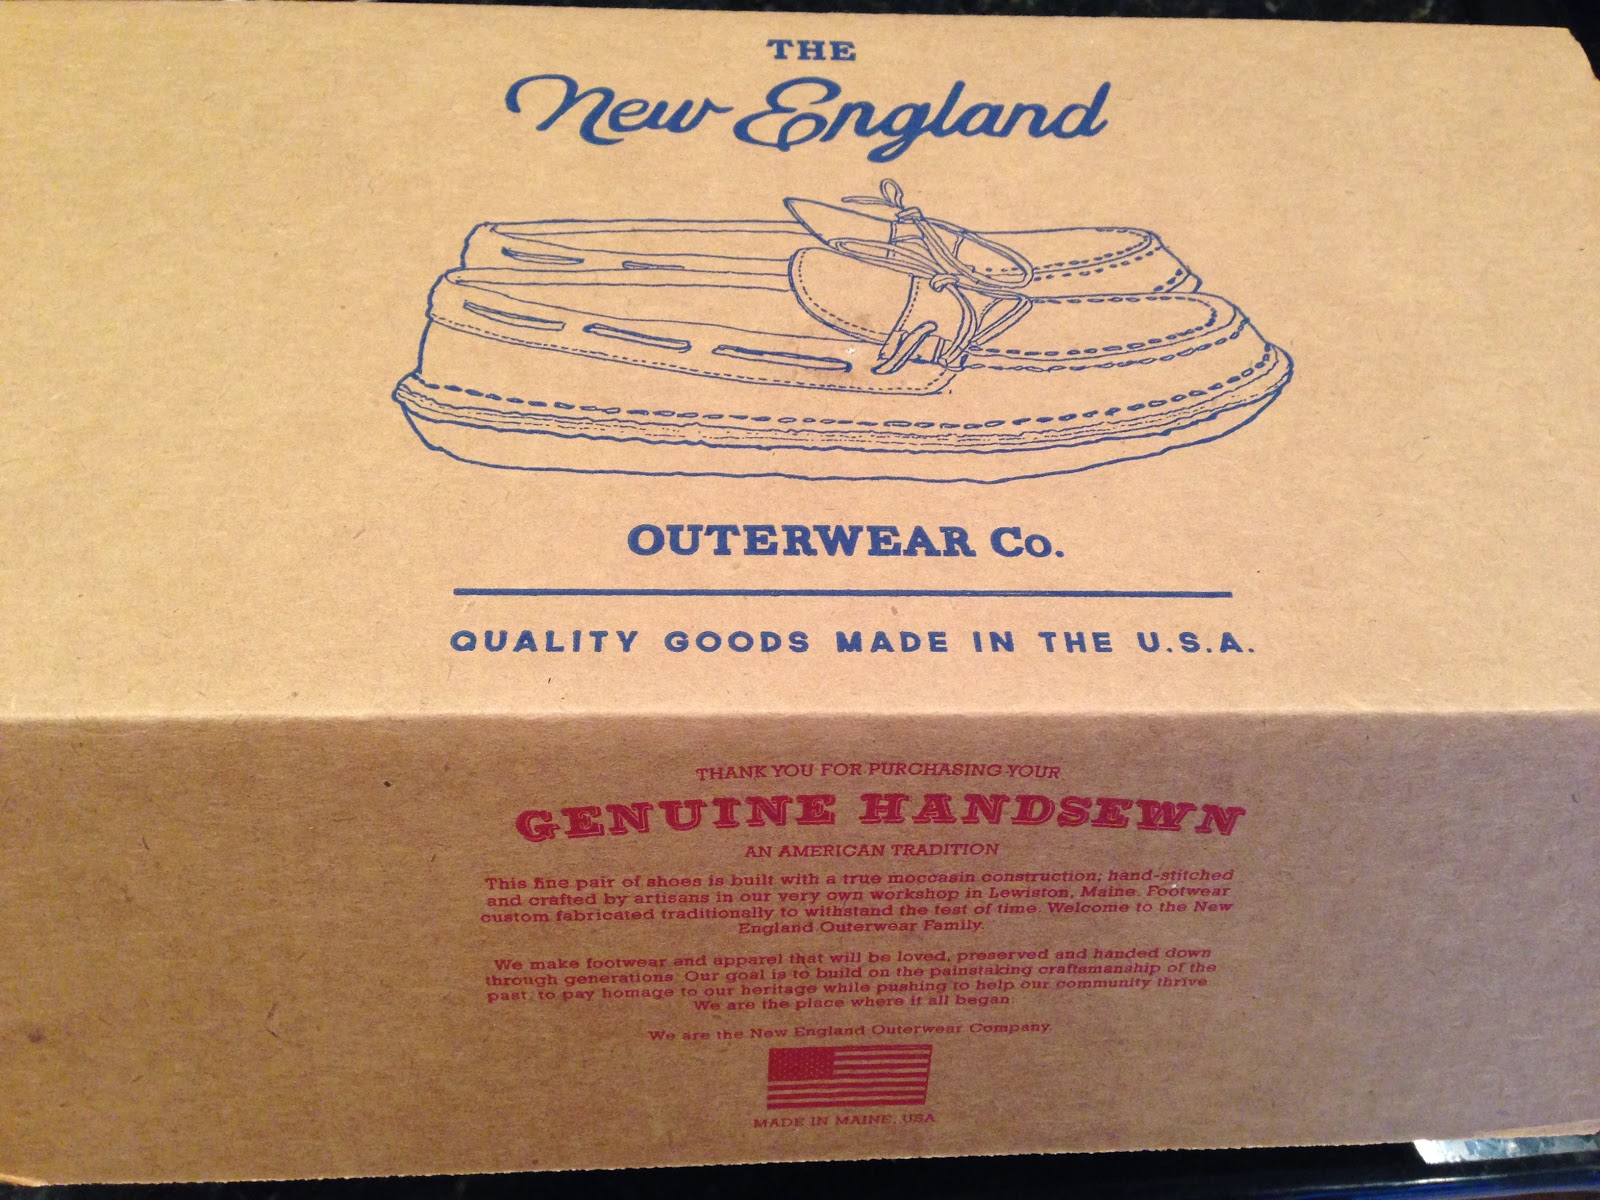 THE
New England
OUTERWEAR Co.
QUALITY GOODS MADE IN THE U.S.A.
THANK YOU FOR PURCHASING YOUR
GENUINE HANDSEWN
AN AMERICAN TRADITION
This fine pair of shoes is built with a true moccasin construction; hand-stitched
and crafted by artisans in our very own workshop in Lewiston, Maine. Footwear
custom fabricated traditionally to withstand the test of time. Welcome to the New
England Outerwear Family.
We make footwear and apparel that will be loved, preserved and handed down
through generations. Our goal is to build on the painstaking craftsmanship of the
past, to pay homage to our heritage while pushing to help our community thrive.
We are the place where it all began.
We are the New England Outerwear Company.
MADE IN MAINE, USA